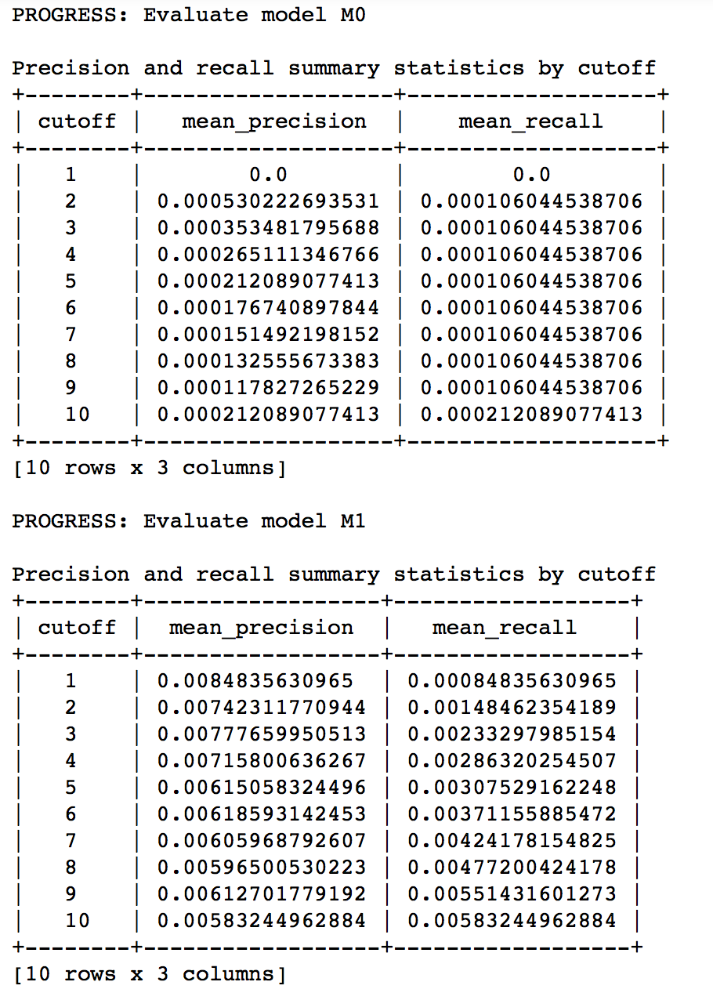 PROGRESS: Evaluate model M0
Precision and recall summary statistics by cutoff
+--------+-------------------+-------------------+
| cutoff |   mean_precision  |    mean_recall    |
+--------+-------------------+-------------------+
|   1    |        0.0        |        0.0        |
|   2    | 0.000530222693531 | 0.000106044538706 |
|   3    | 0.000353481795688 | 0.000106044538706 |
|   4    | 0.000265111346766 | 0.000106044538706 |
|   5    | 0.000212089077413 | 0.000106044538706 |
|   6    | 0.000176740897844 | 0.000106044538706 |
|   7    | 0.000151492198152 | 0.000106044538706 |
|   8    | 0.000132555673383 | 0.000106044538706 |
|   9    | 0.000117827265229 | 0.000106044538706 |
|   10   | 0.000212089077413 | 0.000212089077413 |
+--------+-------------------+-------------------+
[10 rows x 3 columns]
PROGRESS: Evaluate model M1
Precision and recall summary statistics by cutoff
+--------+------------------+------------------+
| cutoff |  mean_precision  |   mean_recall    |
+--------+------------------+------------------+
|   1    | 0.0084835630965  | 0.00084835630965 |
|   2    | 0.00742311770944 | 0.00148462354189 |
|   3    | 0.00777659950513 | 0.00233297985154 |
|   4    | 0.00715800636267 | 0.00286320254507 |
|   5    | 0.00615058324496 | 0.00307529162248 |
|   6    | 0.00618593142453 | 0.00371155885472 |
|   7    | 0.00605968792607 | 0.00424178154825 |
|   8    | 0.00596500530223 | 0.00477200424178 |
|   9    | 0.00612701779192 | 0.00551431601273 |
|   10   | 0.00583244962884 | 0.00583244962884 |
+--------+------------------+------------------+
[10 rows x 3 columns]